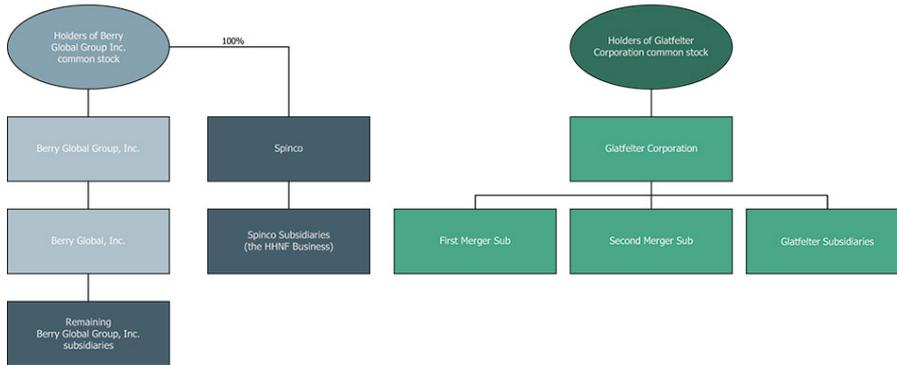 Holders of Berry
Global Group Inc.
common stock
100%
Holders of Glatfelter
Corporation common stock
Berry Global Group, Inc.
Spinco
Glatfelter Corporation
Berry Global, Inc.
Spinco Subsidiaries
(the HHNF Business)
First Merger Sub
Second Merger Sub
Glatfelter Subsidiaries
Remaining
Berry Global Group, Inc.
subsidiaries